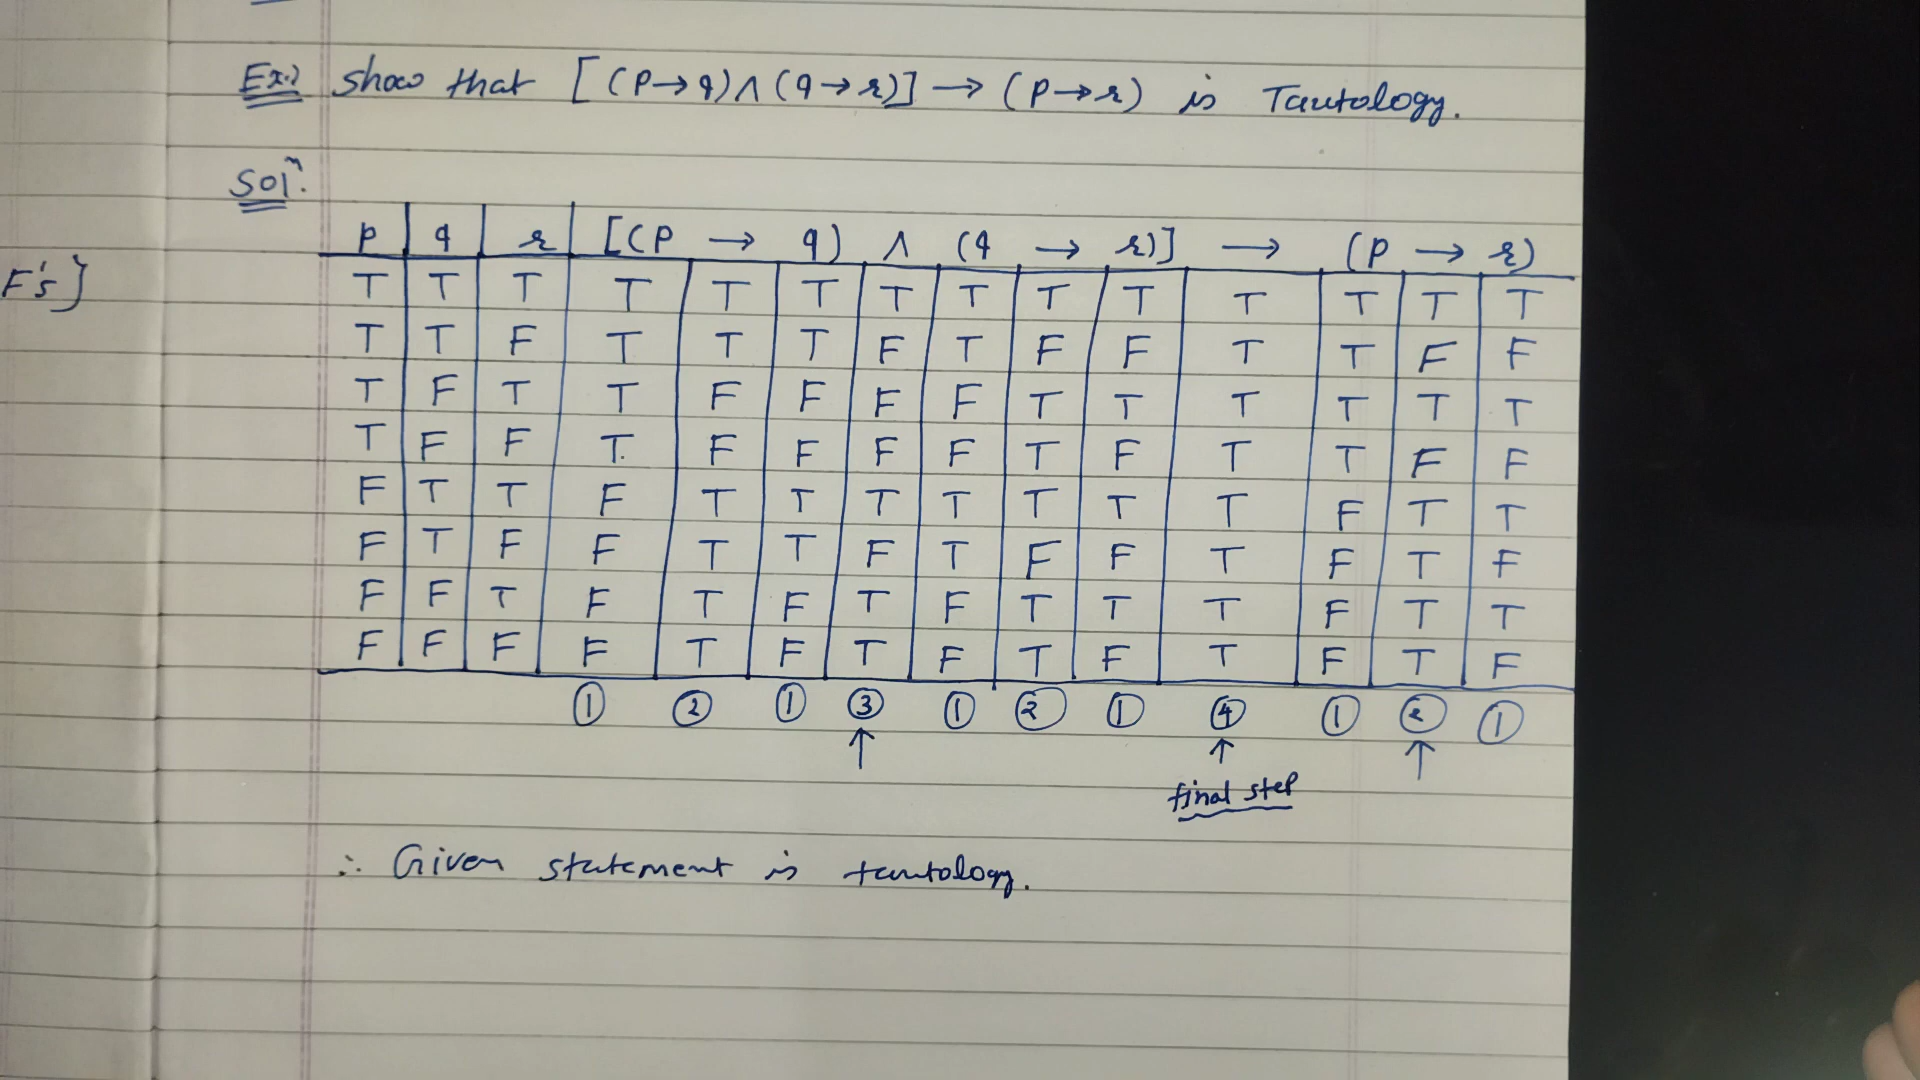 Ex:) show that [(p→q)∧(q→r)] → (p→r) is Tautology.
Solⁿ.
F's}
p q r [(p → q) ∧ (q → r)] → (p → r)
T T T T T T T T T T T T T T
T T F T T T F T F F T T F F
T F T T F F F F T T T T T T
T F F T. F F F F T F T T F F
F T T F T T T T T T T F T T
F T F F T T F T F F T F T F
F F T F T F T F T T T F T T
F F F F T F T F T F T F T F
① ② ① ③ ① ② ① ④ ① ② ①
↑ ↑ ↑
final step
∴ Given statement is tautology.